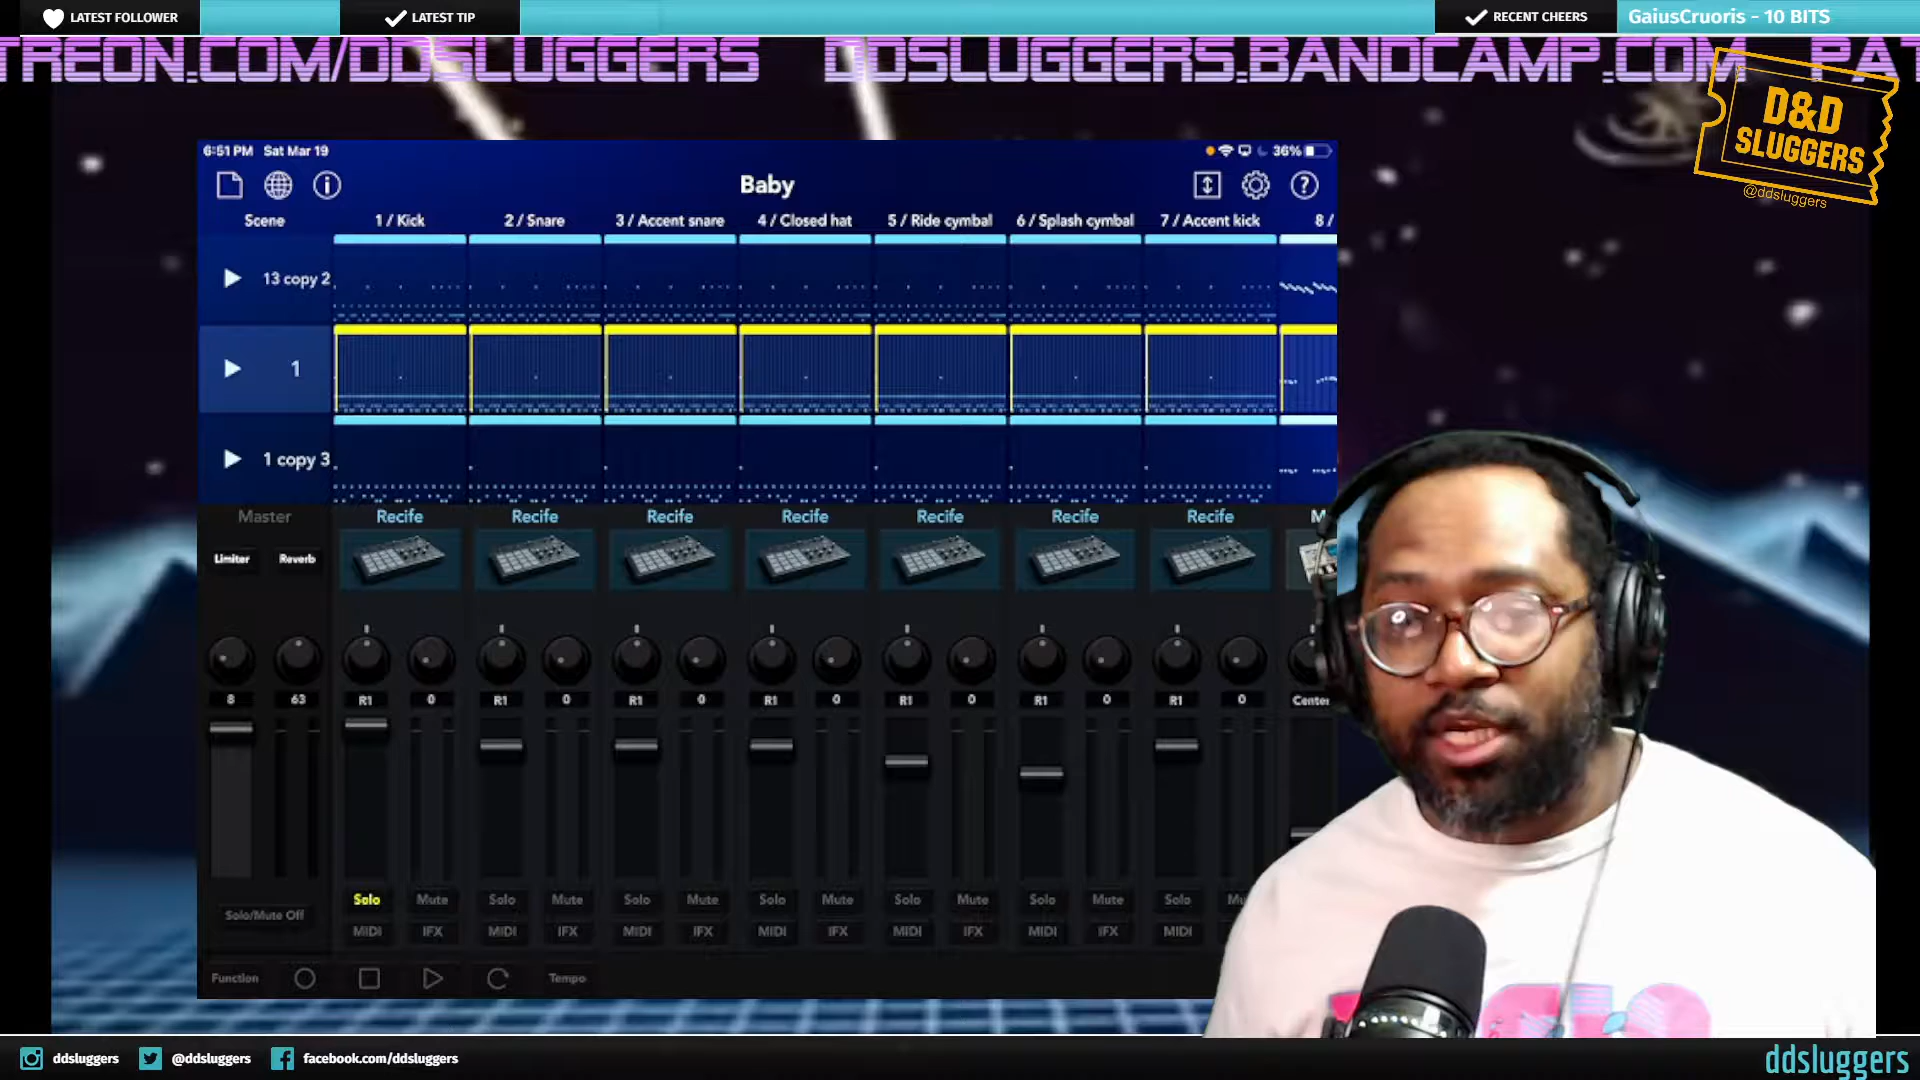 LATEST FOLLOWER
LATEST TIP
RECENT CHEERS
GaiusCruoris - 10 BITS
TREON.COM/DDSLUGGERS DDSLUGGERS.BANDCAMP.COM PAT
D&D
SLUGGERS
@ddsluggers
6:51 PM Sat Mar 19
36%
Baby
Scene 1 / Kick 2 / Snare 3 / Accent snare 4 / Closed hat 5 / Ride cymbal 6 / Splash cymbal 7 / Accent kick 8 /
13 copy 2
1
1 copy 3
Master Recife Recife Recife Recife Recife Recife Recife M
Limiter Reverb
8 63 R1 0 R1 0 R1 0 R1 0 R1 0 R1 0 R1 0 Center
Solo Mute Solo Mute Solo Mute Solo Mute Solo Mute Solo Mute Solo Mu
Solo/Mute Off
MIDI IFX MIDI IFX MIDI IFX MIDI IFX MIDI IFX MIDI IFX MIDI
Function Tempo
ddsluggers @ddsluggers facebook.com/ddsluggers
ddsluggers